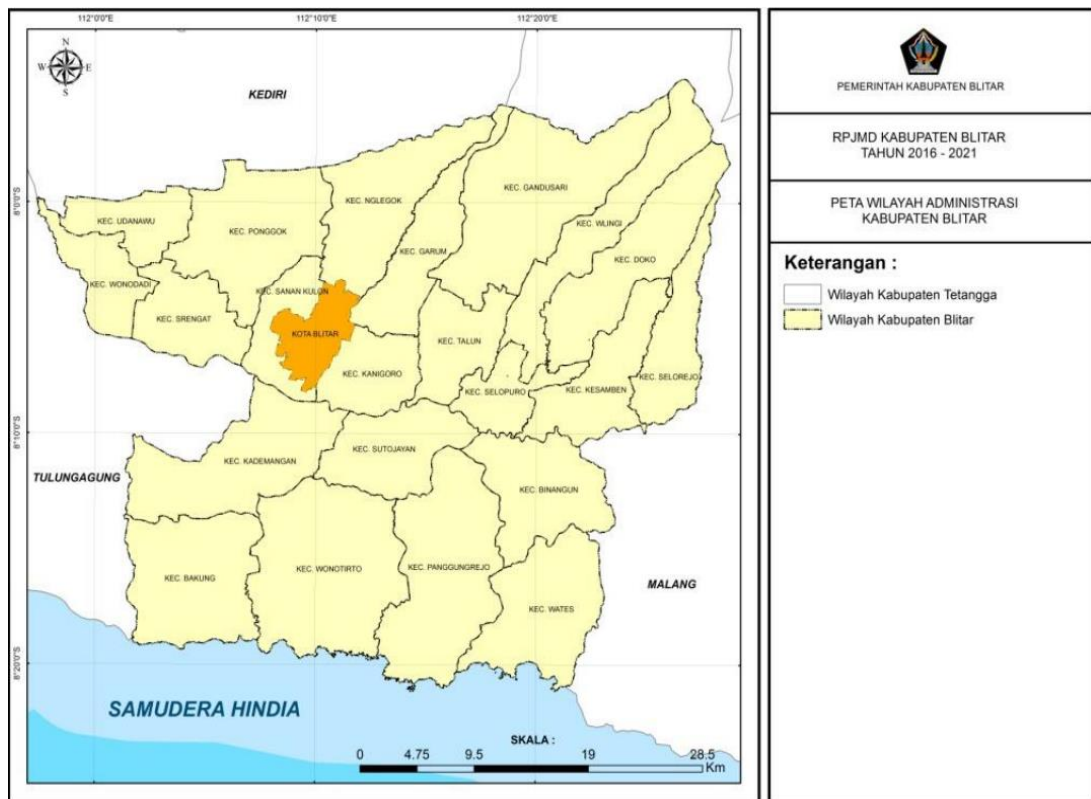 112°0'0"E
112°10'0"E
112°20'0"E
N
W
E
S
KEDIRI
8°0'0"S
KEC. GANDUSARI
KEC. NGLEGOK
KEC. UDANAWU
KEC. WLINGI
KEC. PONGGOK
KEC. GARUM
KEC. DOKO
KEC. WONODADI
KEC. SANAN KULON
KEC. SRENGAT
KOTA BLITAR
KEC. TALUN
KEC. KANIGORO
KEC. SELOREJO
KEC. SELOPURO
KEC. KESAMBEN
8°10'0"S
KEC. SUTOJAYAN
KEC. KADEMANGAN
KEC. BINANGUN
TULUNGAGUNG
KEC. PANGGUNGREJO
KEC. WONOTIRTO
KEC. BAKUNG
MALANG
KEC. WATES
8°20'0"S
SAMUDERA HINDIA
SKALA :
0 4.75 9.5 19 28.5
Km
PEMERINTAH KABUPATEN BLITAR
RPJMD KABUPATEN BLITAR
TAHUN 2016 - 2021
PETA WILAYAH ADMINISTRASI
KABUPATEN BLITAR
Keterangan :
Wilayah Kabupaten Tetangga
Wilayah Kabupaten Blitar